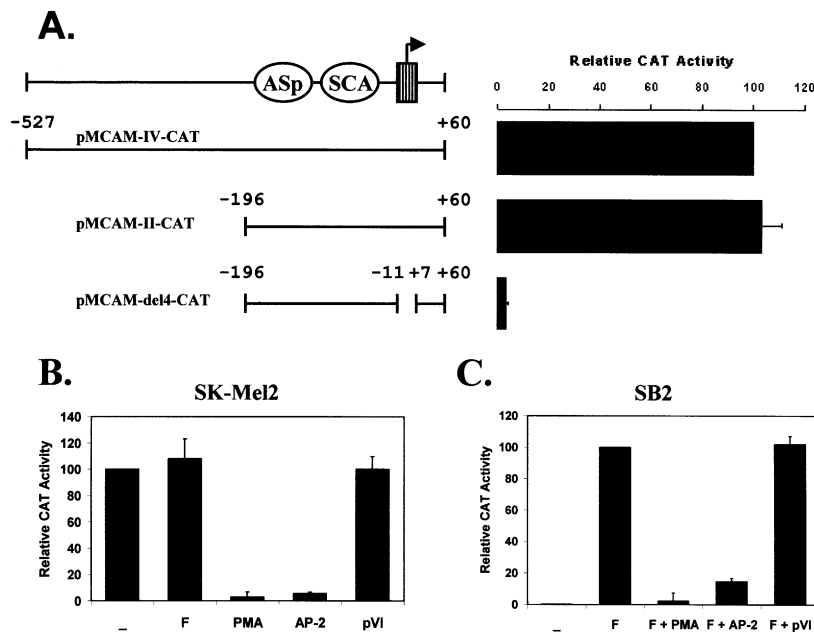 A.
ASp SCA
Relative CAT Activity
0 20 40 60 80 100 120
-527 +60
pMCAM-IV-CAT
-196 +60
pMCAM-II-CAT
-196 -11 +7 +60
pMCAM-del4-CAT
B.
SK-Mel2
Relative CAT Activity
140
120
100
80
60
40
20
0
_ F PMA AP-2 pVI
C.
SB2
Relative CAT Activity
120
100
80
60
40
20
0
_ F F + PMA F + AP-2 F + pVI